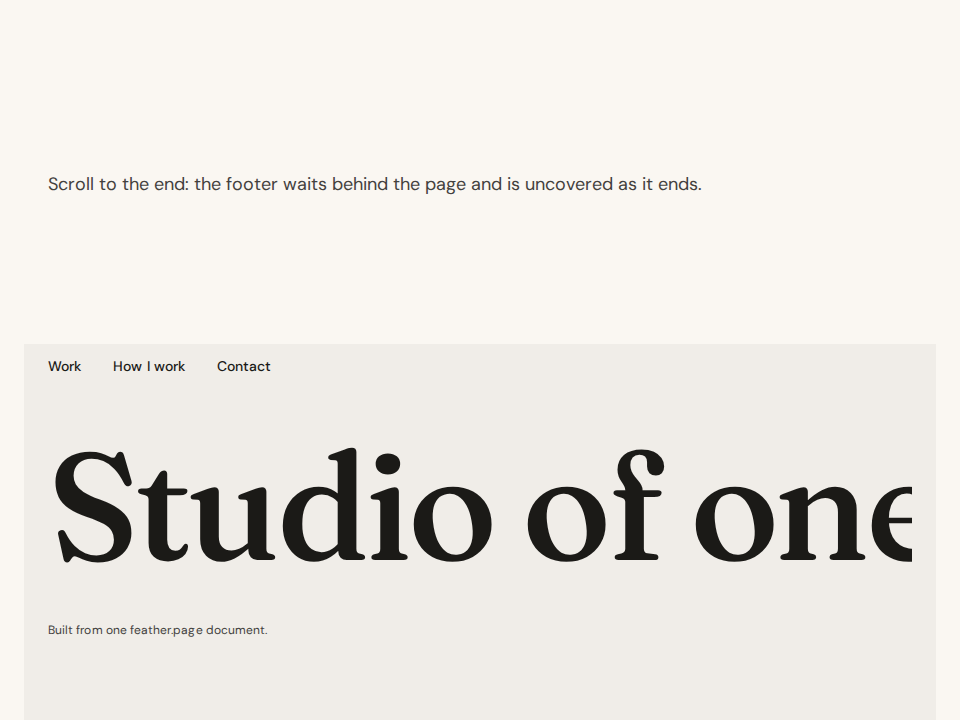 Scroll to the end: the footer waits behind the page and is uncovered as it ends.
Work How I work Contact
Studio of one
Built from one feather.page document.